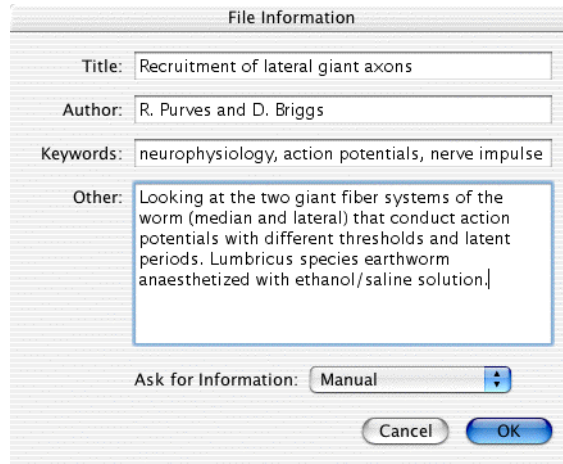 File Information
Title: Recruitment of lateral giant axons
Author: R. Purves and D. Briggs
Keywords: neurophysiology, action potentials, nerve impulse
Other: Looking at the two giant fiber systems of the
worm (median and lateral) that conduct action
potentials with different thresholds and latent
periods. Lumbricus species earthworm
anaesthetized with ethanol/saline solution.
Ask for Information: Manual
Cancel OK